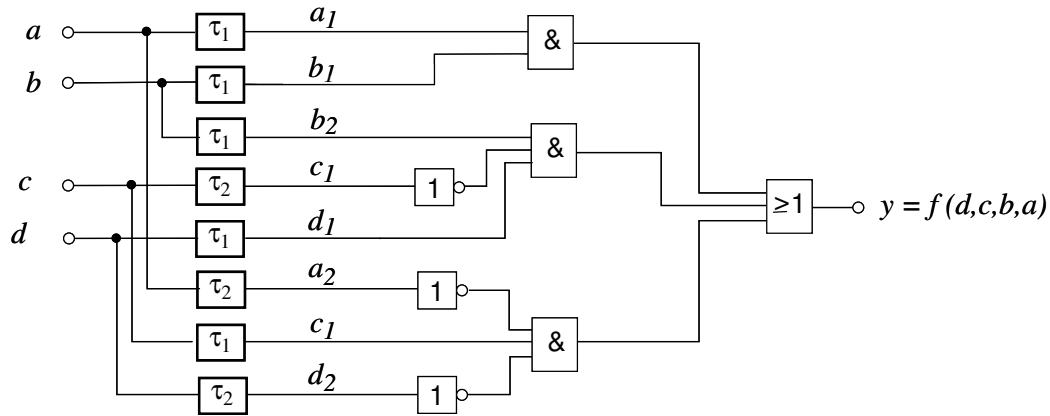 a τ₁ a₁ &
b τ₁ b₁
τ₁ b₂ &
c τ₂ c₁ 1
≥1 y = f(d,c,b,a)
d τ₁ d₁
τ₂ a₂ 1
τ₁ c₁ &
τ₂ d₂ 1